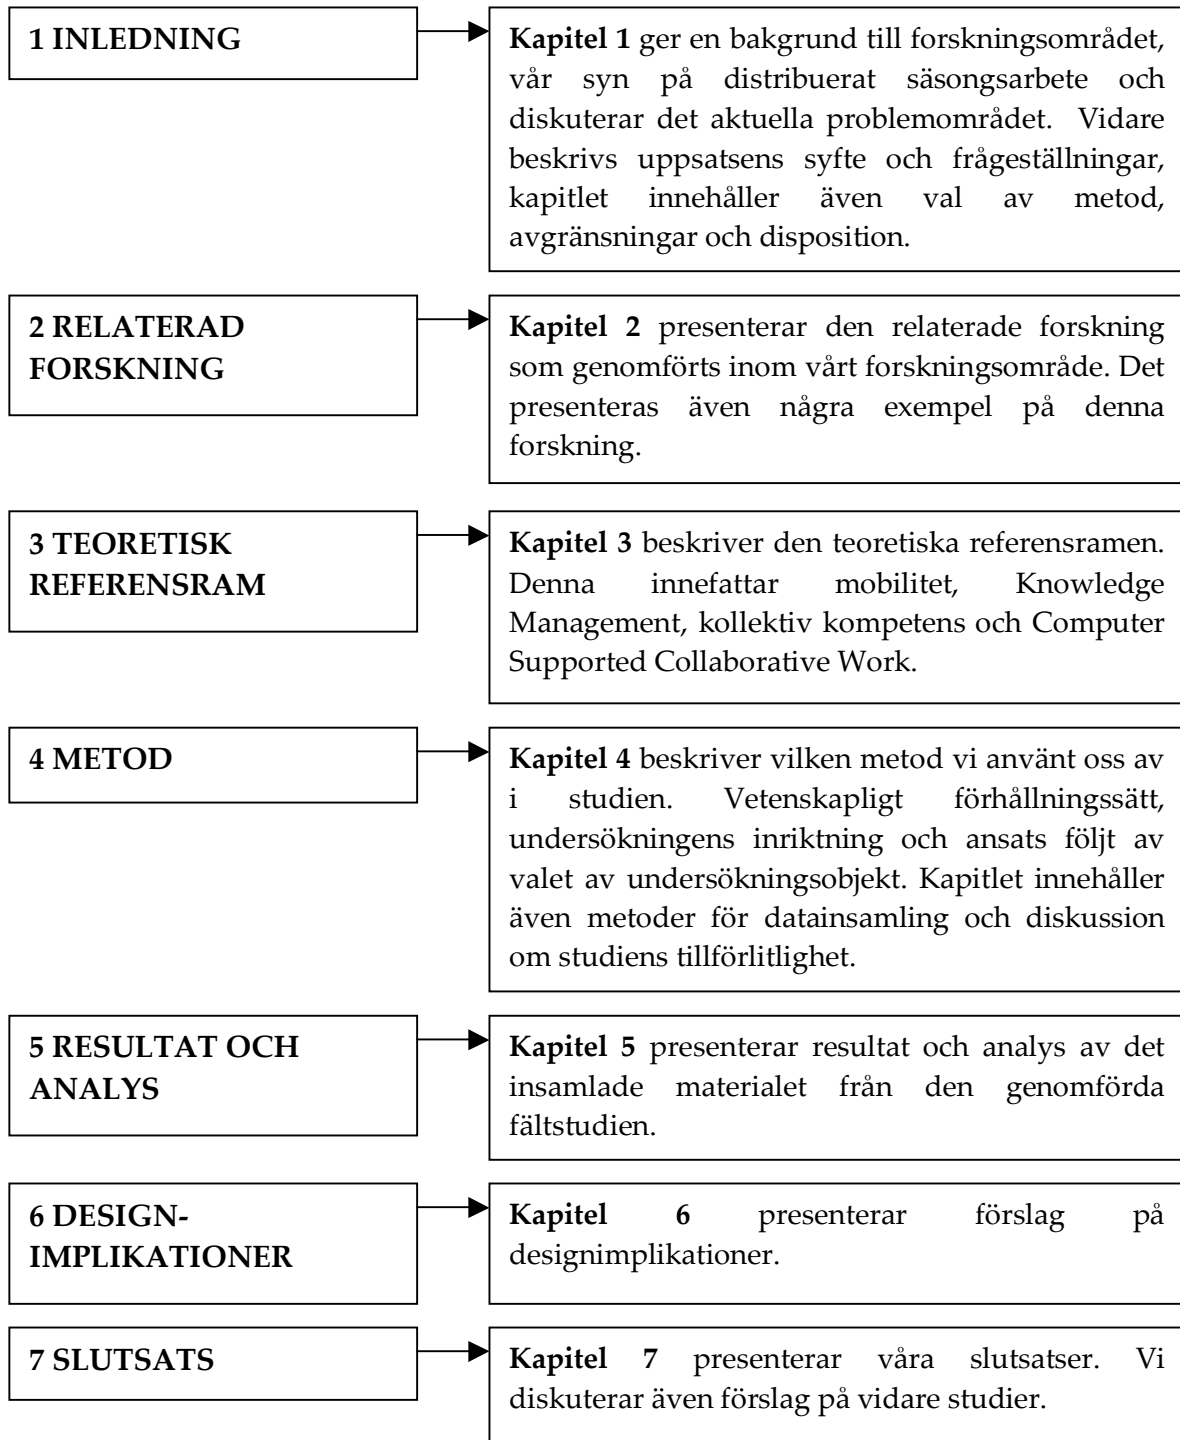 1 INLEDNING
Kapitel 1 ger en bakgrund till forskningsområdet,
vår syn på distribuerat säsongsarbete och
diskuterar det aktuella problemområdet. Vidare
beskrivs uppsatsens syfte och frågeställningar,
kapitlet innehåller även val av metod,
avgränsningar och disposition.
2 RELATERAD
FORSKNING
Kapitel 2 presenterar den relaterade forskning
som genomförts inom vårt forskningsområde. Det
presenteras även några exempel på denna
forskning.
3 TEORETISK
REFERENSRAM
Kapitel 3 beskriver den teoretiska referensramen.
Denna innefattar mobilitet, Knowledge
Management, kollektiv kompetens och Computer
Supported Collaborative Work.
4 METOD
Kapitel 4 beskriver vilken metod vi använt oss av
i studien. Vetenskapligt förhållningssätt,
undersökningens inriktning och ansats följt av
valet av undersökningsobjekt. Kapitlet innehåller
även metoder för datainsamling och diskussion
om studiens tillförlitlighet.
5 RESULTAT OCH
ANALYS
Kapitel 5 presenterar resultat och analys av det
insamlade materialet från den genomförda
fältstudien.
6 DESIGN-
IMPLIKATIONER
Kapitel 6 presenterar förslag på
designimplikationer.
7 SLUTSATS
Kapitel 7 presenterar våra slutsatser. Vi
diskuterar även förslag på vidare studier.